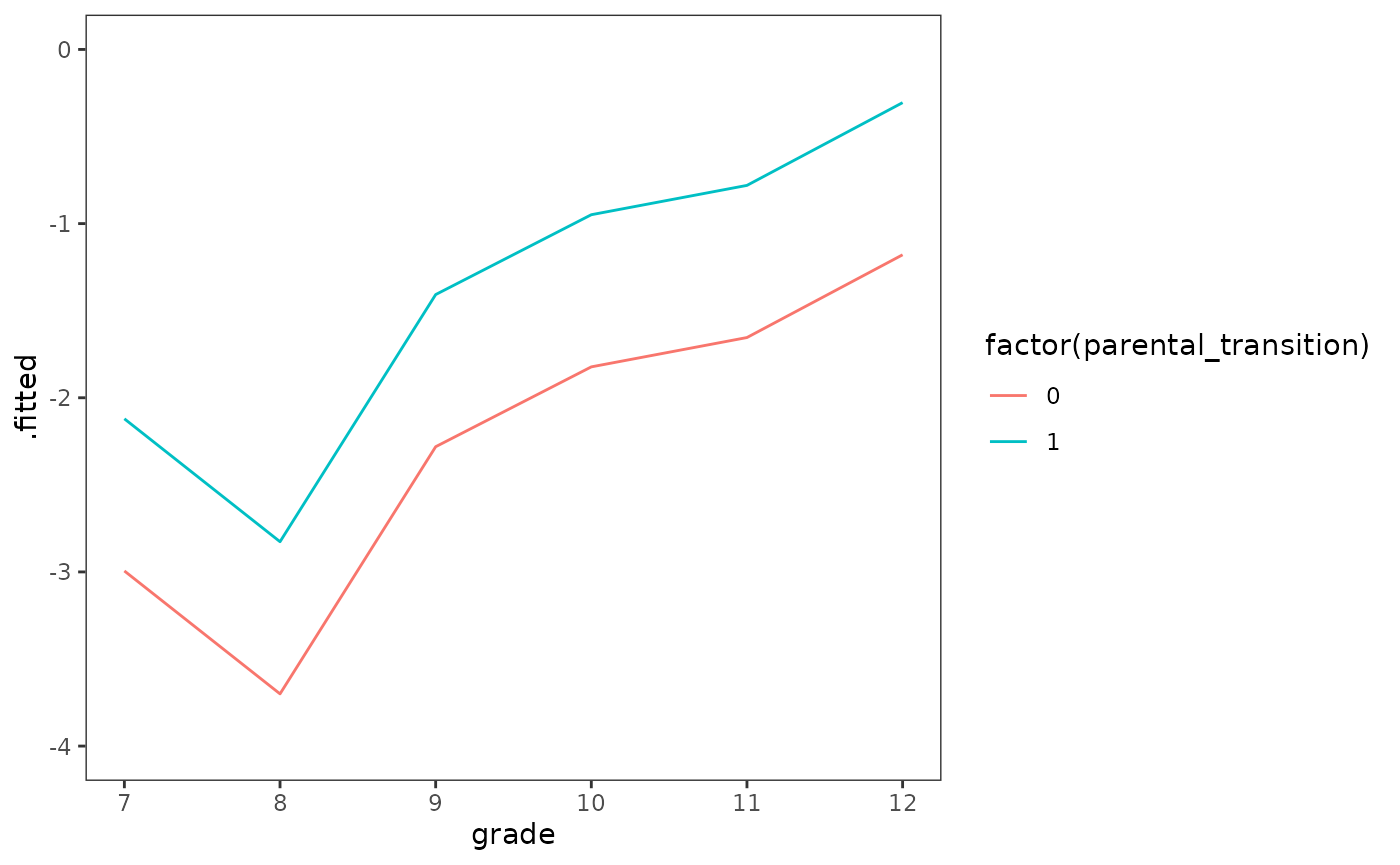 0
-1
-2
-3
-4
.fitted
7 8 9 10 11 12
grade
factor(parental_transition)
0
1